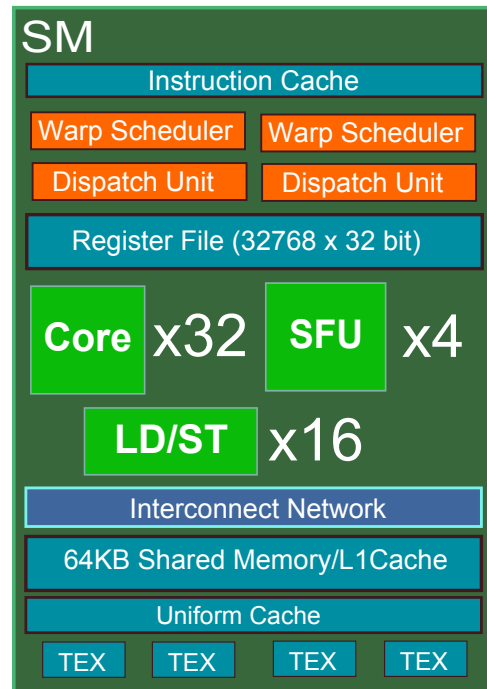 SM
Instruction Cache
Warp Scheduler Warp Scheduler
Dispatch Unit Dispatch Unit
Register File (32768 x 32 bit)
Core x32 SFU x4
LD/ST x16
Interconnect Network
64KB Shared Memory/L1Cache
Uniform Cache
TEX TEX TEX TEX